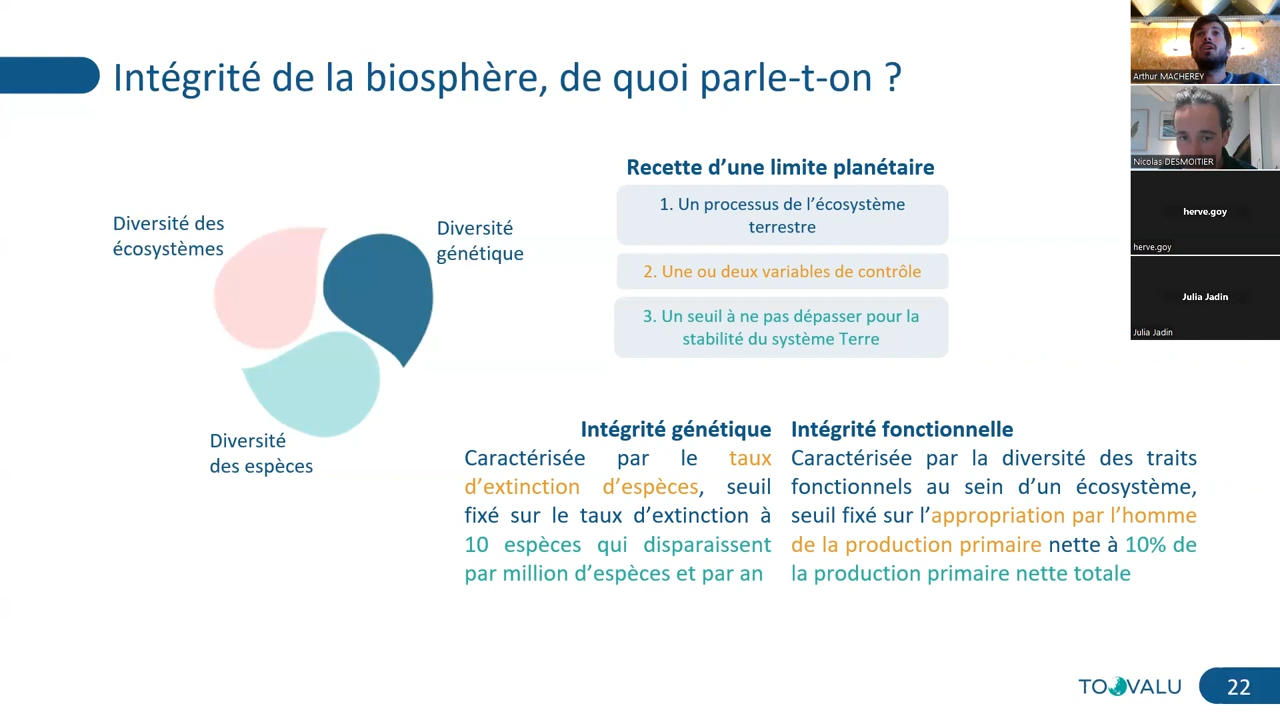 Intégrité de la biosphère, de quoi parle-t-on ?
Diversité des
écosystèmes
Diversité
génétique
Diversité
des espèces
Recette d’une limite planétaire
1. Un processus de l’écosystème
terrestre
2. Une ou deux variables de contrôle
3. Un seuil à ne pas dépasser pour la
stabilité du système Terre
Intégrité génétique
Caractérisée par le taux
d’extinction d’espèces, seuil
fixé sur le taux d’extinction à
10 espèces qui disparaissent
par million d’espèces et par an
Intégrité fonctionnelle
Caractérisée par la diversité des traits
fonctionnels au sein d’un écosystème,
seuil fixé sur l’appropriation par l’homme
de la production primaire nette à 10% de
la production primaire nette totale
Arthur MACHEREY
Nicolas DESMOITIER
herve.goy
herve.goy
Julia Jadin
Julia Jadin
TOOVALU
22